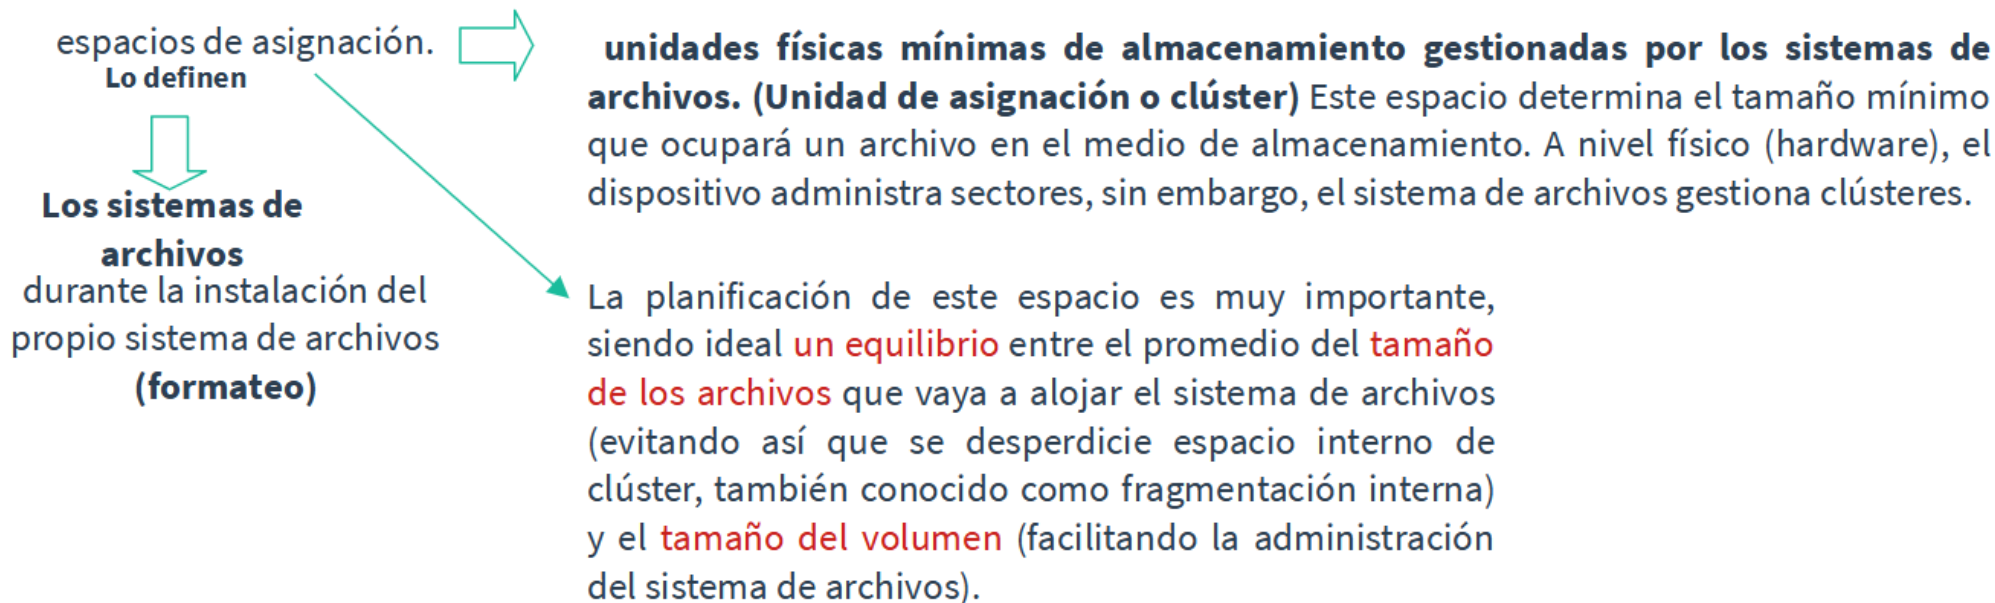 espacios de asignación.
Lo definen
Los sistemas de
archivos
durante la instalación del
propio sistema de archivos
(formateo)
unidades físicas mínimas de almacenamiento gestionadas por los sistemas de
archivos. (Unidad de asignación o clúster) Este espacio determina el tamaño mínimo
que ocupará un archivo en el medio de almacenamiento. A nivel físico (hardware), el
dispositivo administra sectores, sin embargo, el sistema de archivos gestiona clústeres.
La planificación de este espacio es muy importante,
siendo ideal un equilibrio entre el promedio del tamaño
de los archivos que vaya a alojar el sistema de archivos
(evitando así que se desperdicie espacio interno de
clúster, también conocido como fragmentación interna)
y el tamaño del volumen (facilitando la administración
del sistema de archivos).